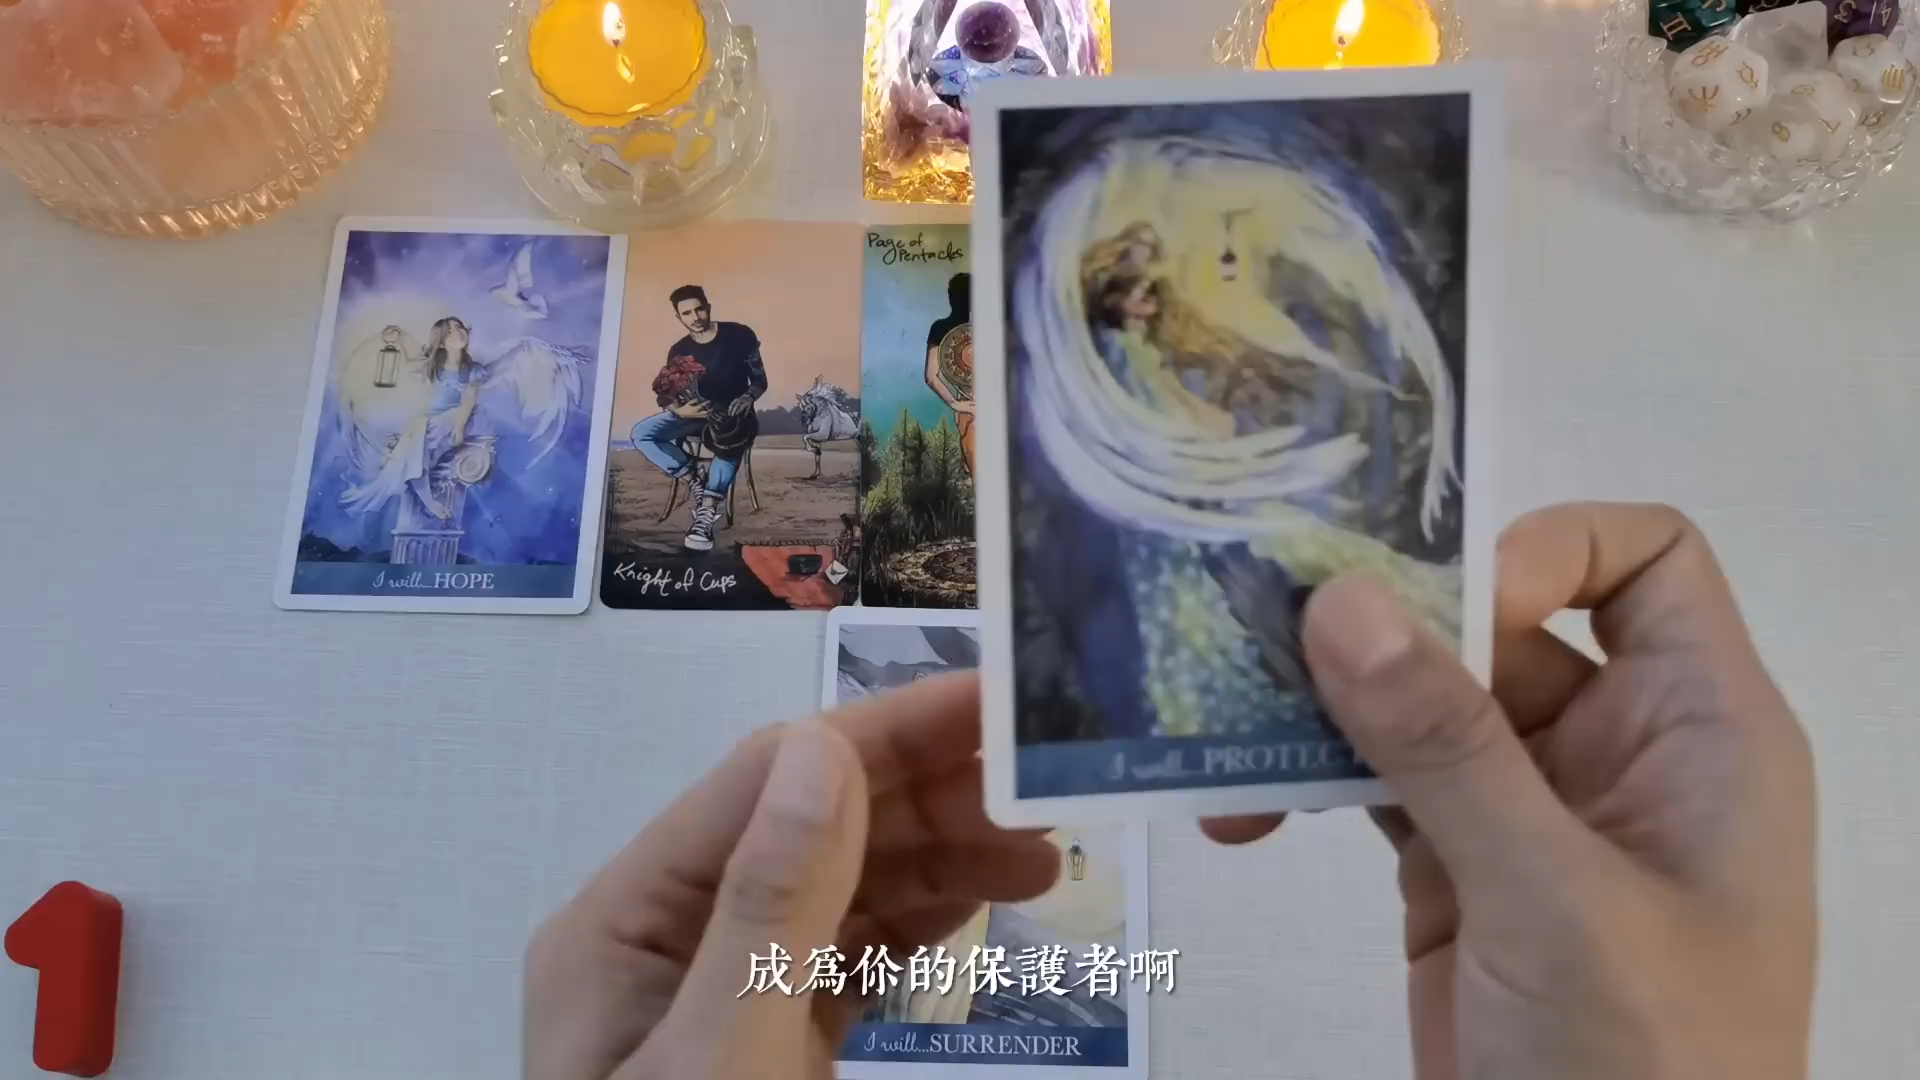 Page of
Pentacles
I will...HOPE
Knight of Cups
I will...PROTECT
成爲你的保護者啊
I will...SURRENDER
1